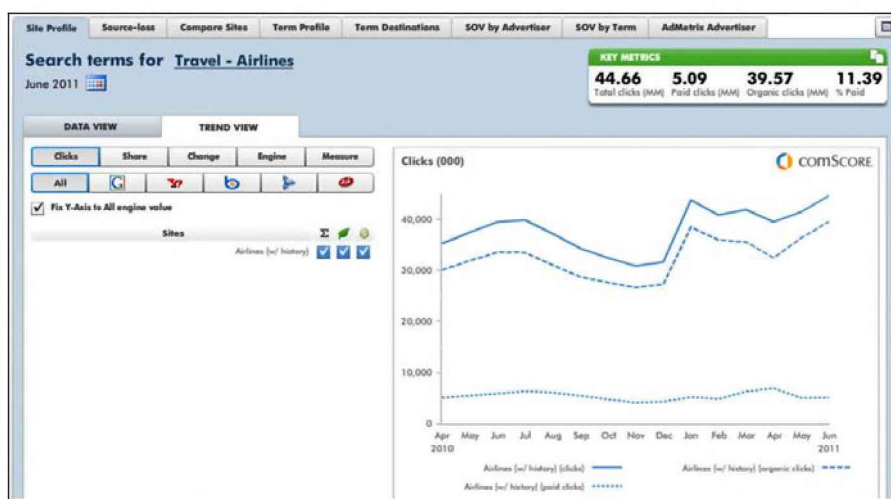 Site Profile Source-loss Compare Sites Term Profile Term Destinations SOV by Advertiser SOV by Term AdMatrix Advertiser
Search terms for Travel - Airlines
June 2011
KEY METRICS
44.66 5.09 39.57 11.39
Total clicks (MM) Paid clicks (MM) Organic clicks (MM) % Paid
DATA VIEW TREND VIEW
Clicks Share Change Engine Measure
All G Y! b
Fix Y-Axis to All engine value
Sites Σ
Airlines (w/ history)
Clicks (000)
comSCORE
40,000
30,000
20,000
10,000
0
Apr May Jun Jul Aug Sep Oct Nov Dec Jan Feb Mar Apr May Jun
2010 2011
Airlines (w/ history) (clicks) Airlines (w/ history) (organic clicks)
Airlines (w/ history) (paid clicks)